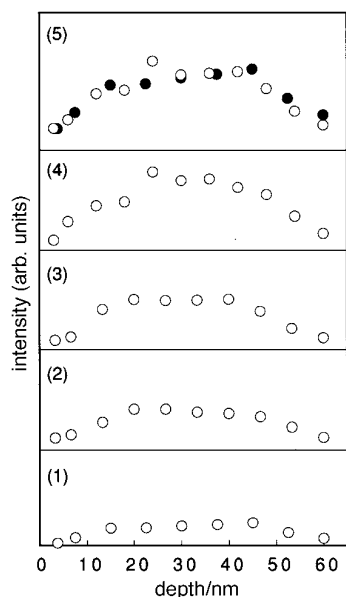 (5)
(4)
(3)
(2)
(1)
intensity (arb. units)
0 10 20 30 40 50 60
depth/nm